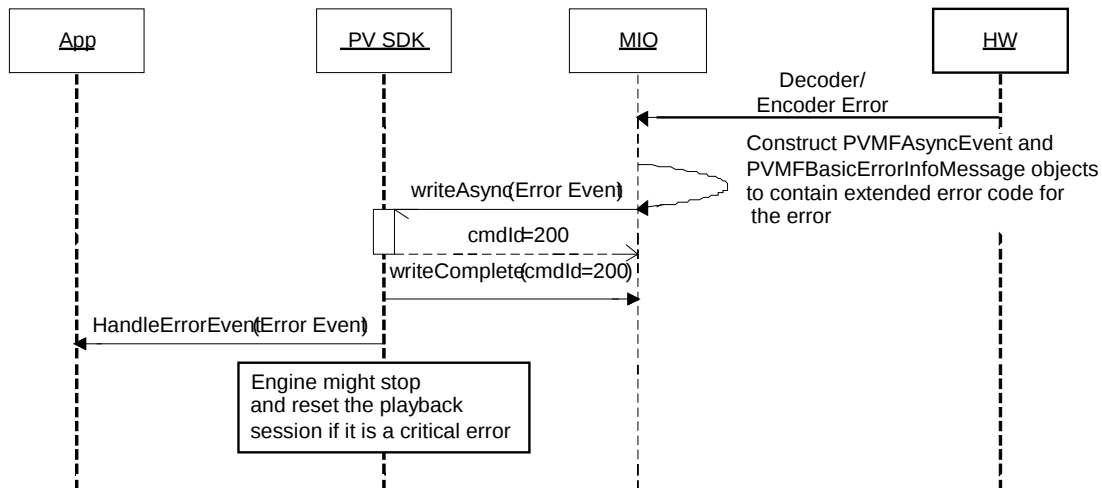 App
PV SDK
MIO
HW
Decoder/
Encoder Error
Construct PVMFAsyncEvent and
PVMFBasicErrorInfoMessage objects
to contain extended error code for
the error
writeAsync(Error Event)
cmdId=200
writeComplete(cmdId=200)
HandleErrorEvent(Error Event)
Engine might stop
and reset the playback
session if it is a critical error